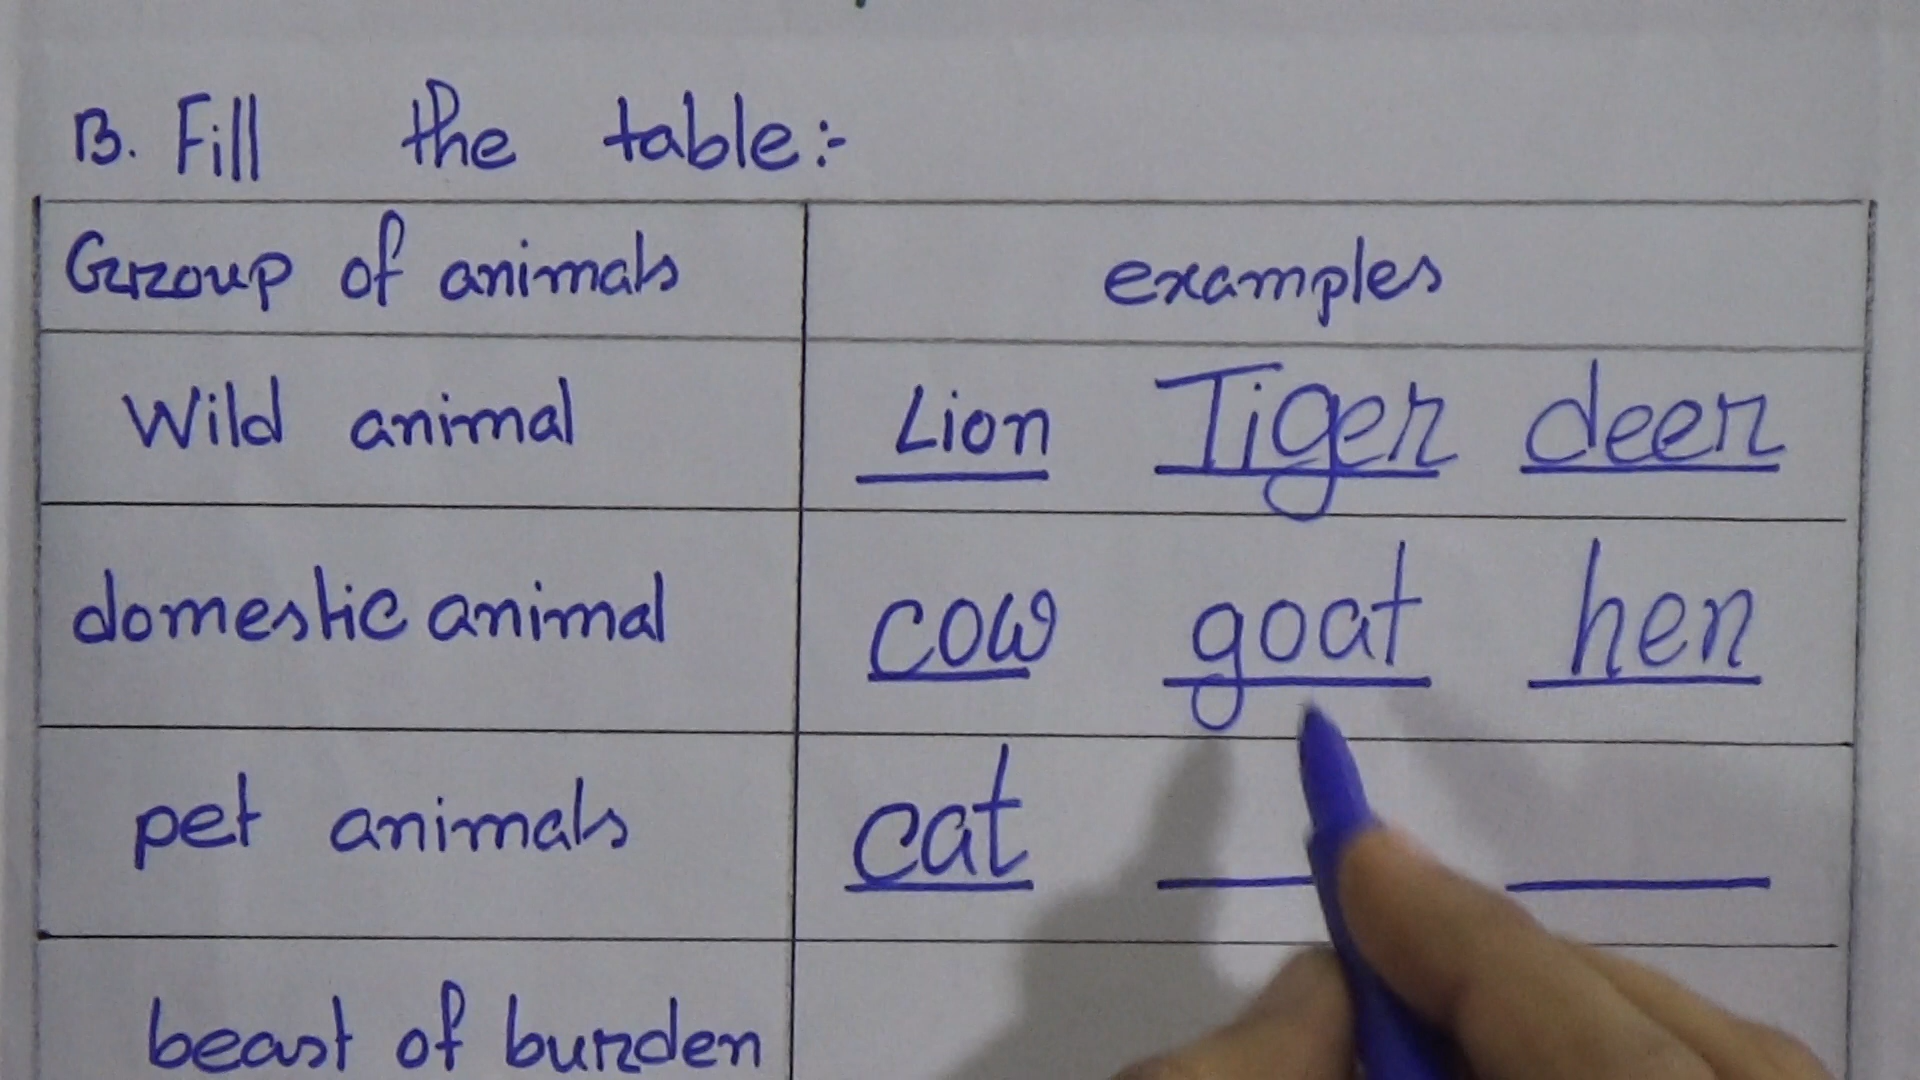 B. Fill the table:-
Group of animals examples
Wild animal Lion Tiger deer
domestic animal cow goat hen
pet animals cat
beast of burden